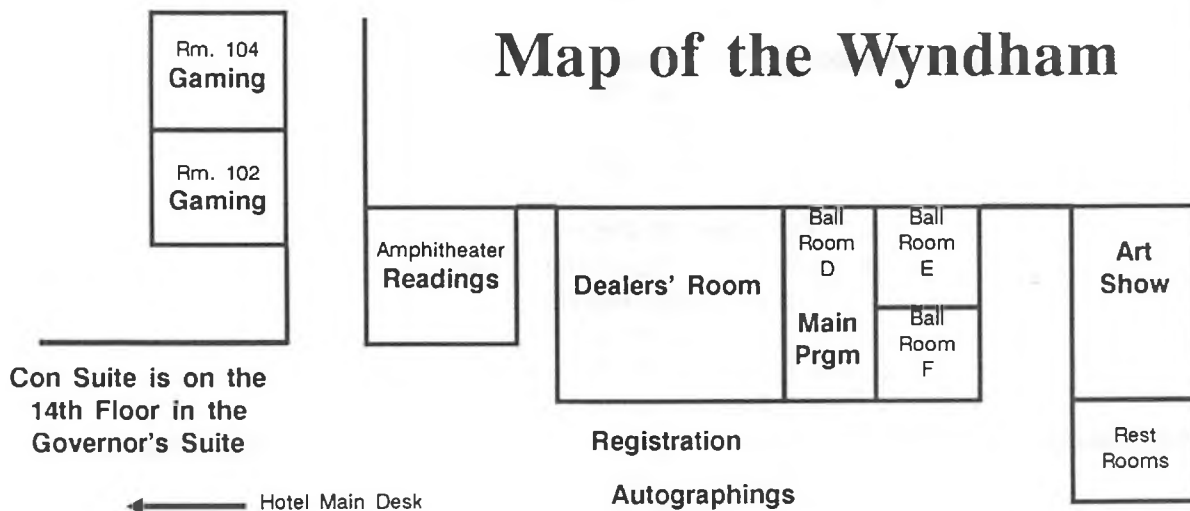 Map of the Wyndham
Rm. 104
Gaming
Rm. 102
Gaming
Amphitheater
Readings
Dealers' Room
Ball
Room
D
Main
Prgm
Ball
Room
E
Ball
Room
F
Art
Show
Rest
Rooms
Con Suite is on the
14th Floor in the
Governor's Suite
Registration
Autographings
Hotel Main Desk